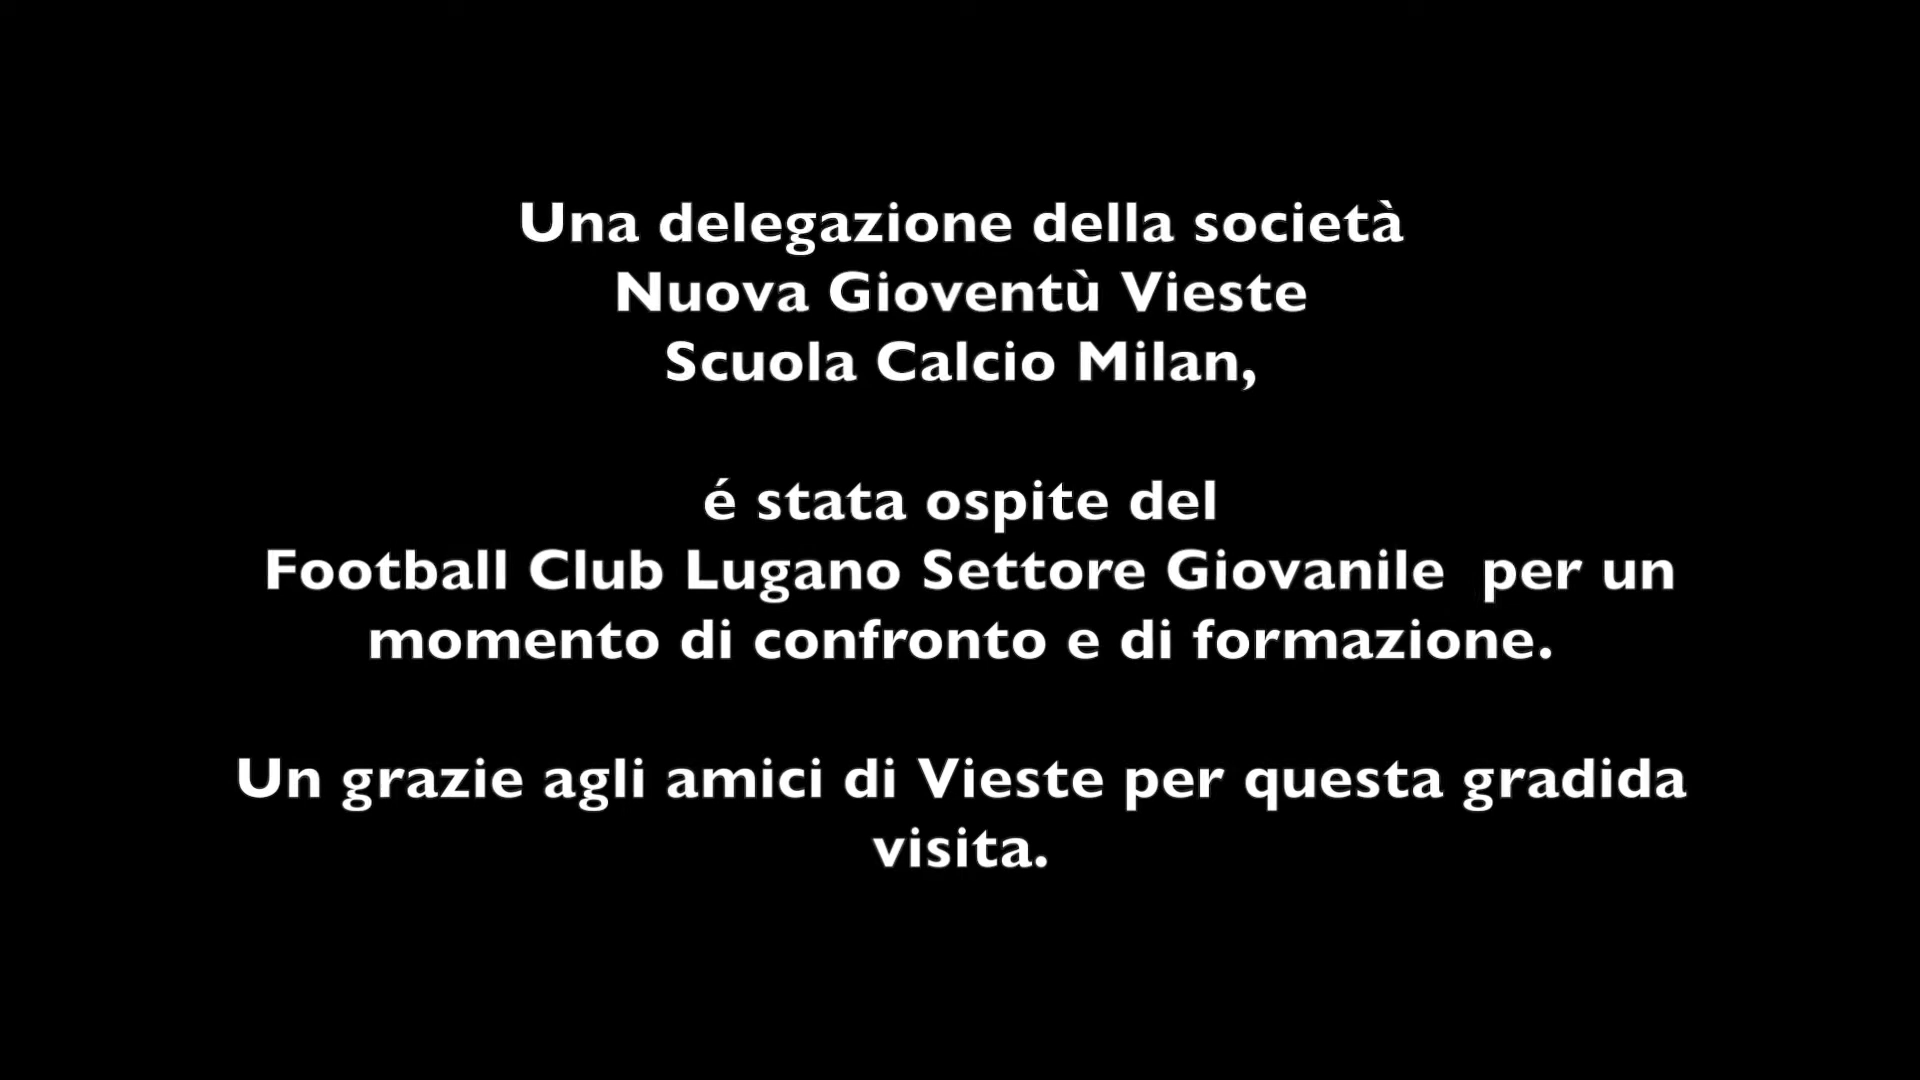 Una delegazione della società
Nuova Gioventù Vieste
Scuola Calcio Milan,
é stata ospite del
Football Club Lugano Settore Giovanile  per un
momento di confronto e di formazione.
Un grazie agli amici di Vieste per questa gradida
visita.